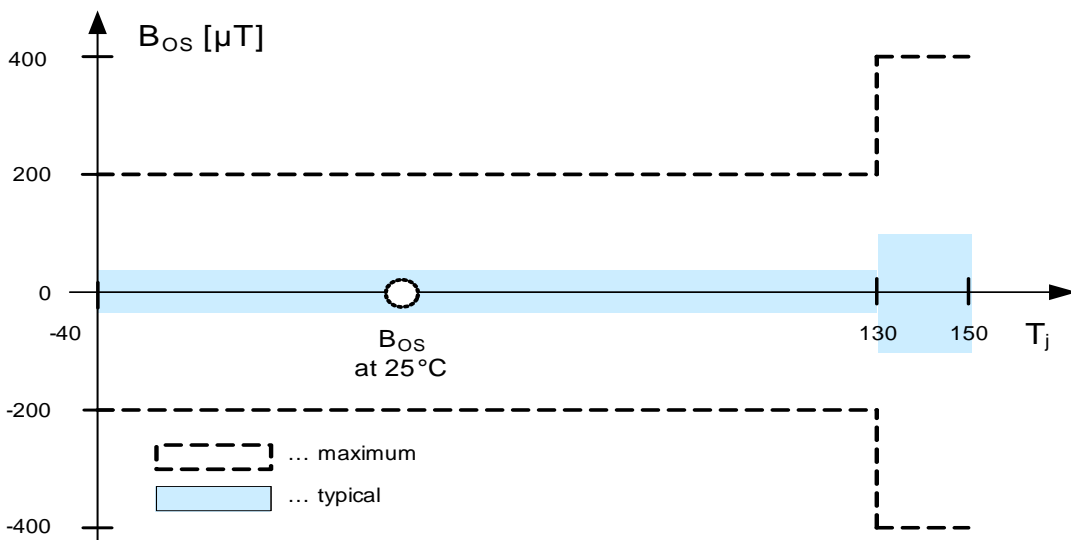 B_OS [µT]
400
200
0
-40
130
150
T_j
B_OS
at 25°C
-200
... maximum
... typical
-400